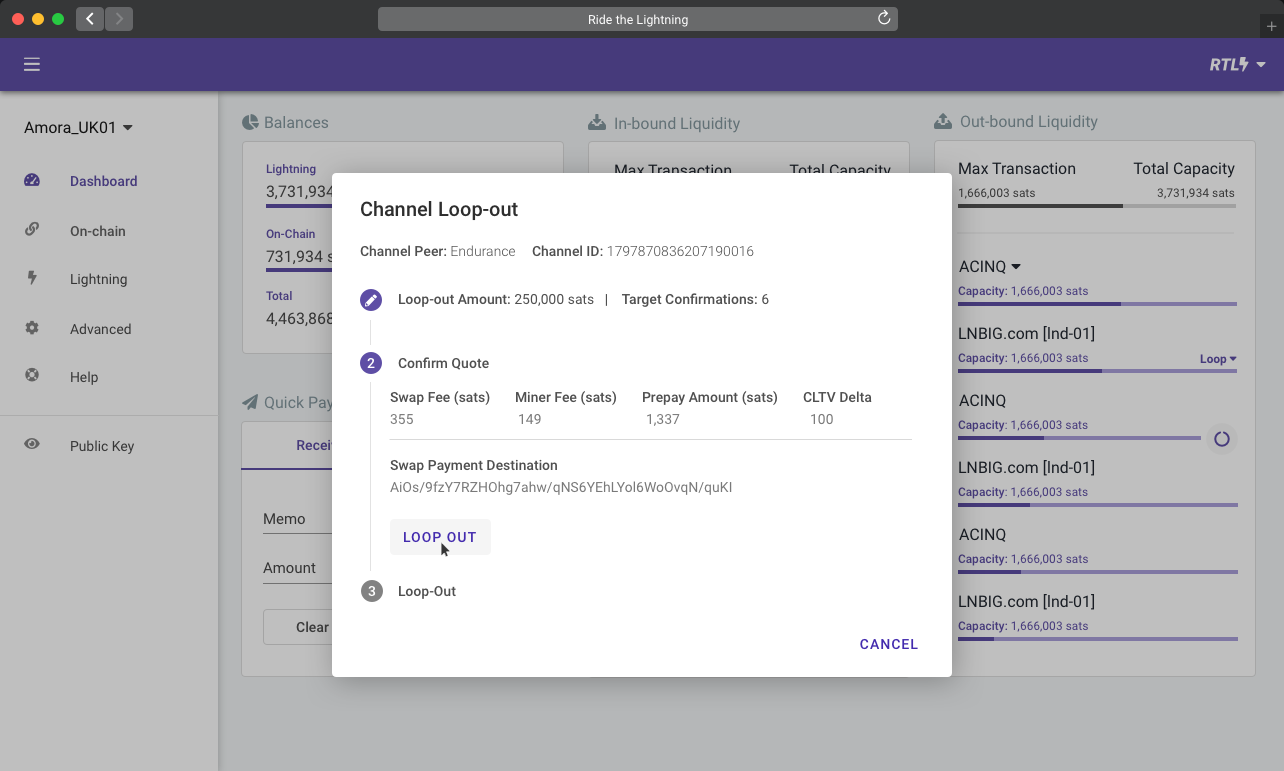 Ride the Lightning
RTL
Amora_UK01
Dashboard
On-chain
Lightning
Advanced
Help
Public Key
Balances
Lightning
3,731,934
On-Chain
731,934 s
Total
4,463,868
Quick Pay
Recei
Memo
Amount
Clear
In-bound Liquidity
Max Transaction Total Capacity
Out-bound Liquidity
Max Transaction Total Capacity
1,666,003 sats 3,731,934 sats
ACINQ
Capacity: 1,666,003 sats
LNBIG.com [Ind-01]
Capacity: 1,666,003 sats Loop
ACINQ
Capacity: 1,666,003 sats
LNBIG.com [Ind-01]
Capacity: 1,666,003 sats
ACINQ
Capacity: 1,666,003 sats
LNBIG.com [Ind-01]
Capacity: 1,666,003 sats
Channel Loop-out
Channel Peer: Endurance Channel ID: 1797870836207190016
Loop-out Amount: 250,000 sats | Target Confirmations: 6
2 Confirm Quote
Swap Fee (sats) Miner Fee (sats) Prepay Amount (sats) CLTV Delta
355 149 1,337 100
Swap Payment Destination
AiOs/9fzY7RZHOhg7ahw/qNS6YEhLYol6WoOvqN/quKI
LOOP OUT
3 Loop-Out
CANCEL